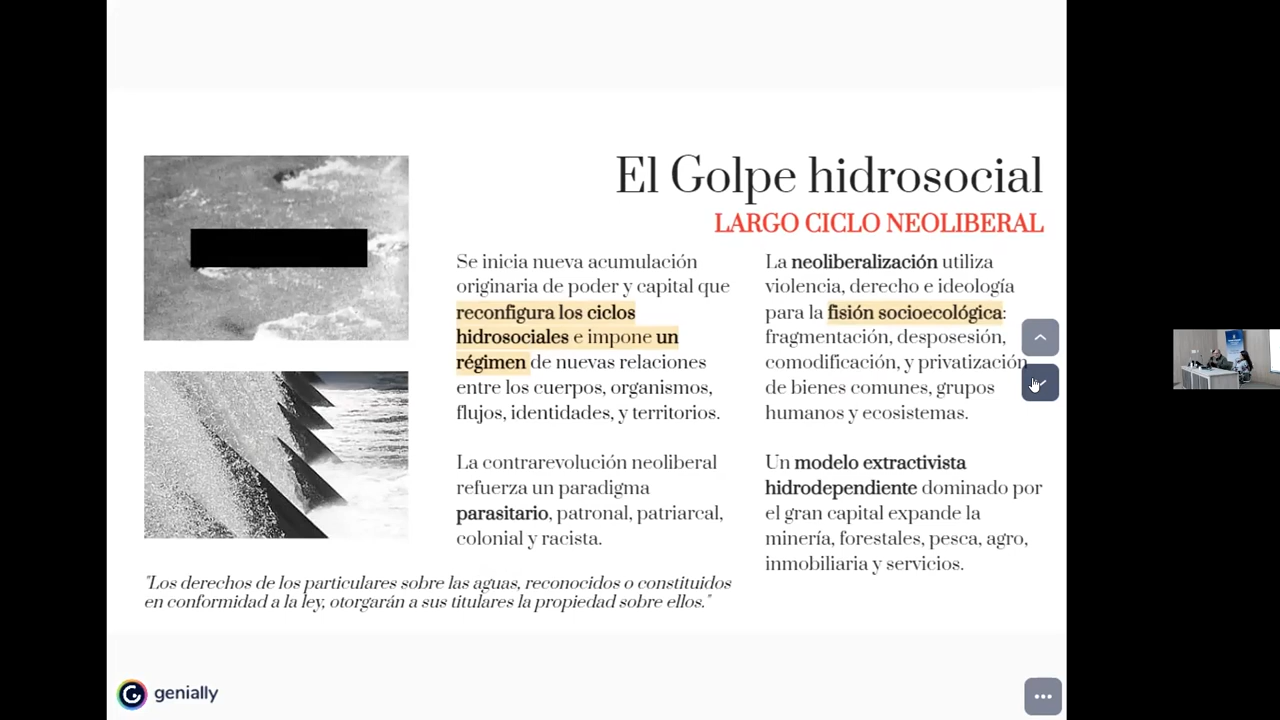 El Golpe hidrosocial
LARGO CICLO NEOLIBERAL
Se inicia nueva acumulación
originaria de poder y capital que
reconfigura los ciclos
hidrosociales e impone un
régimen de nuevas relaciones
entre los cuerpos, organismos,
flujos, identidades, y territorios.
La contrarevolución neoliberal
refuerza un paradigma
parasitario, patronal, patriarcal,
colonial y racista.
La neoliberalización utiliza
violencia, derecho e ideología
para la fisión socioecológica:
fragmentación, desposesión,
comodificación, y privatización
de bienes comunes, grupos
humanos y ecosistemas.
Un modelo extractivista
hidrodependiente dominado por
el gran capital expande la
minería, forestales, pesca, agro,
inmobiliaria y servicios.
"Los derechos de los particulares sobre las aguas, reconocidos o constituidos
en conformidad a la ley, otorgarán a sus titulares la propiedad sobre ellos."
genially